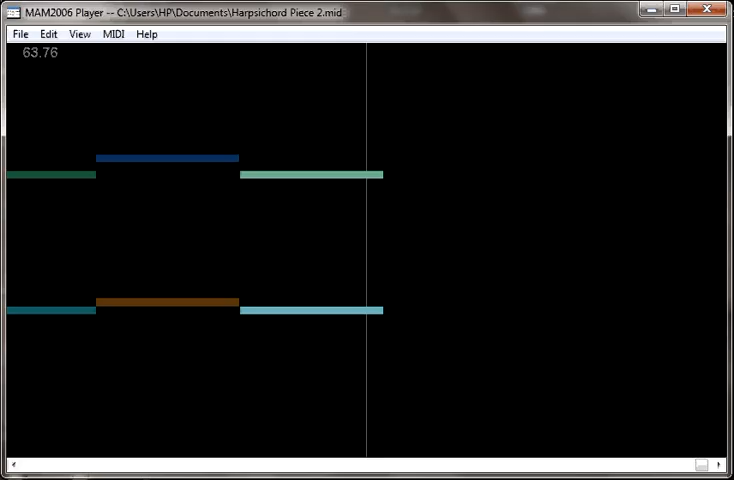 MAM2006 Player -- C:\Users\HP\Documents\Harpsichord Piece 2.mid
File Edit View MIDI Help
63.76